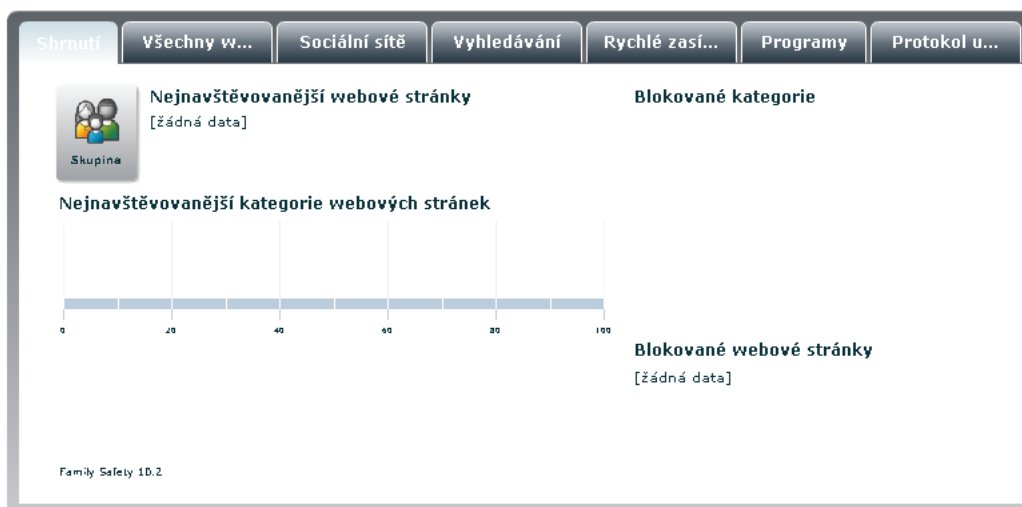 Shrnutí
Všechny w...
Sociální sítě
Vyhledávání
Rychlé zasí...
Programy
Protokol u...
Nejnavštěvovanější webové stránky
[žádná data]
Skupina
Blokované kategorie
Nejnavštěvovanější kategorie webových stránek
0 20 40 60 80 100
Blokované webové stránky
[žádná data]
Family Safety 10.2